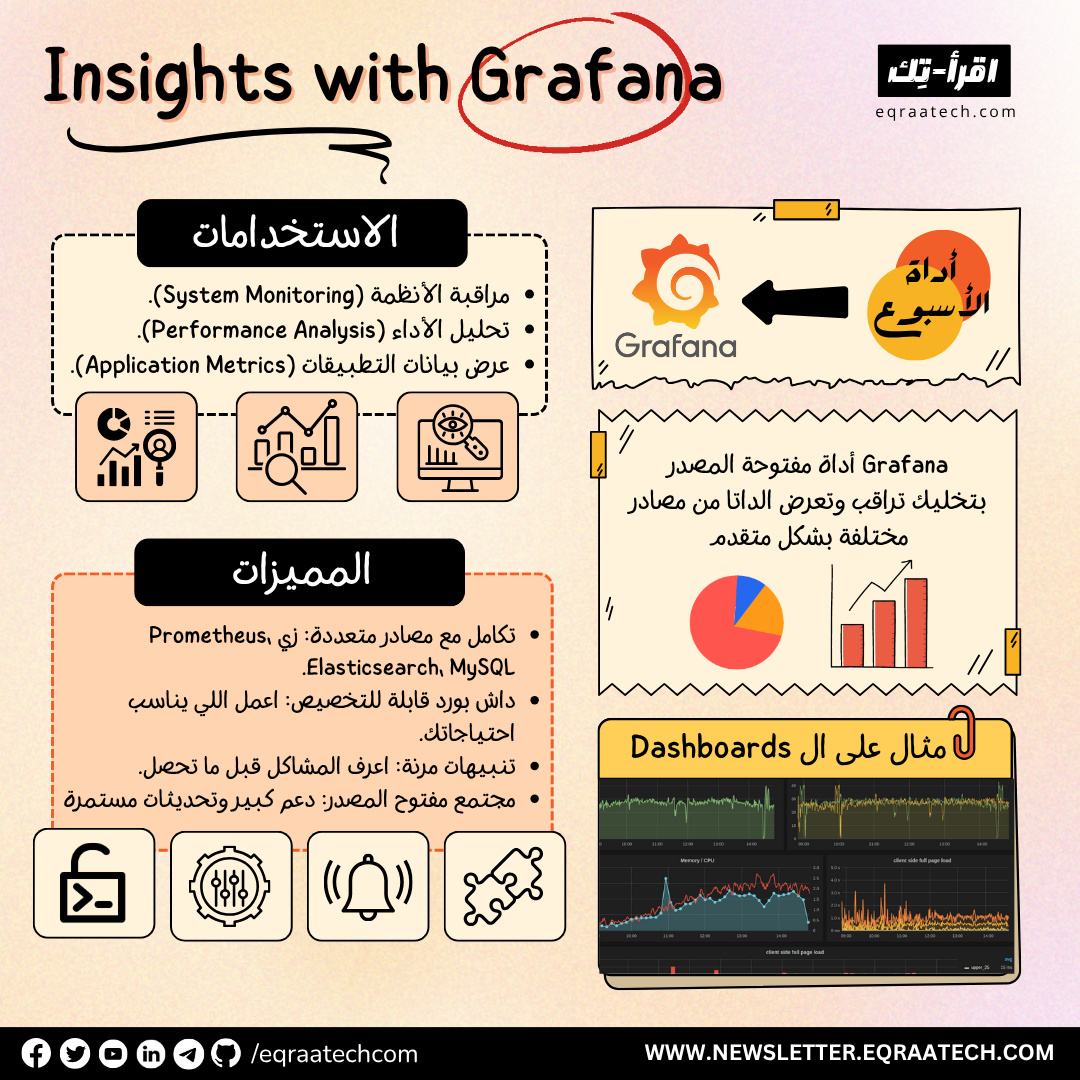 Insights with Grafana
اقرأ-تِك
eqraatech.com
أداة
الأسبوع
Grafana
الاستخدامات
مراقبة الأنظمة (System Monitoring).
تحليل الأداء (Performance Analysis).
عرض بيانات التطبيقات (Application Metrics).
Grafana أداة مفتوحة المصدر
بتخليك تراقب وتعرض الداتا من مصادر
مختلفة بشكل متقدم
المميزات
تكامل مع مصادر متعددة: زي Prometheus،
Elasticsearch، MySQL.
داش بورد قابلة للتخصيص: اعمل اللي يناسب
احتياجاتك.
تنبيهات مرنة: اعرف المشاكل قبل ما تحصل.
مجتمع مفتوح المصدر: دعم كبير وتحديثات مستمرة
مثال على ال Dashboards
Memory / CPU
client side full page load
client side full page load
avg
upper_25
/eqraatechcom
WWW.NEWSLETTER.EQRAATECH.COM